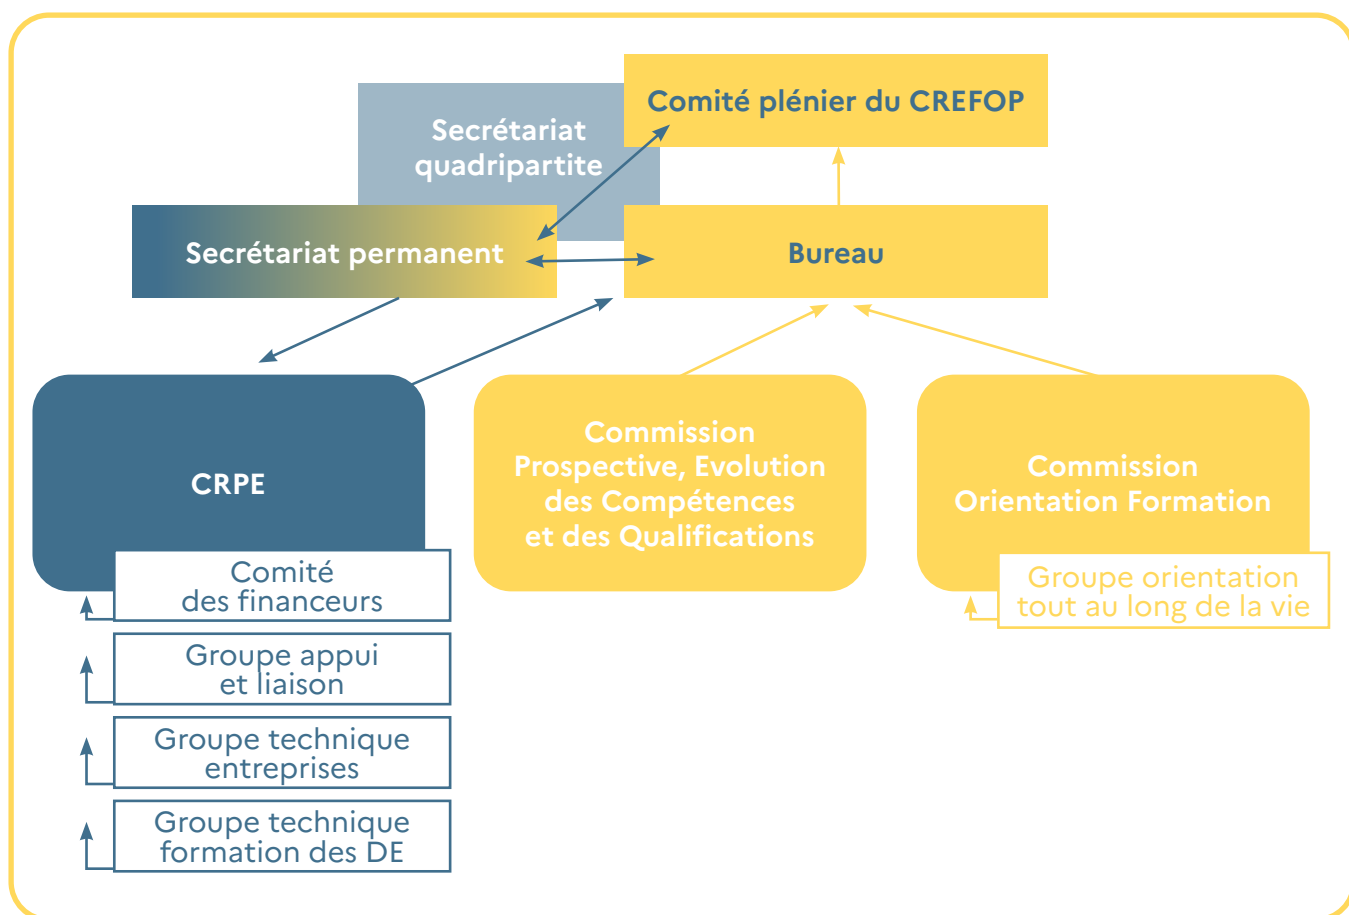 Comité plénier du CREFOP
Secrétariat
quadripartite
Secrétariat permanent
Bureau
CRPE
Comité
des financeurs
Groupe appui
et liaison
Groupe technique
entreprises
Groupe technique
formation des DE
Commission
Prospective, Evolution
des Compétences
et des Qualifications
Commission
Orientation Formation
Groupe orientation
tout au long de la vie